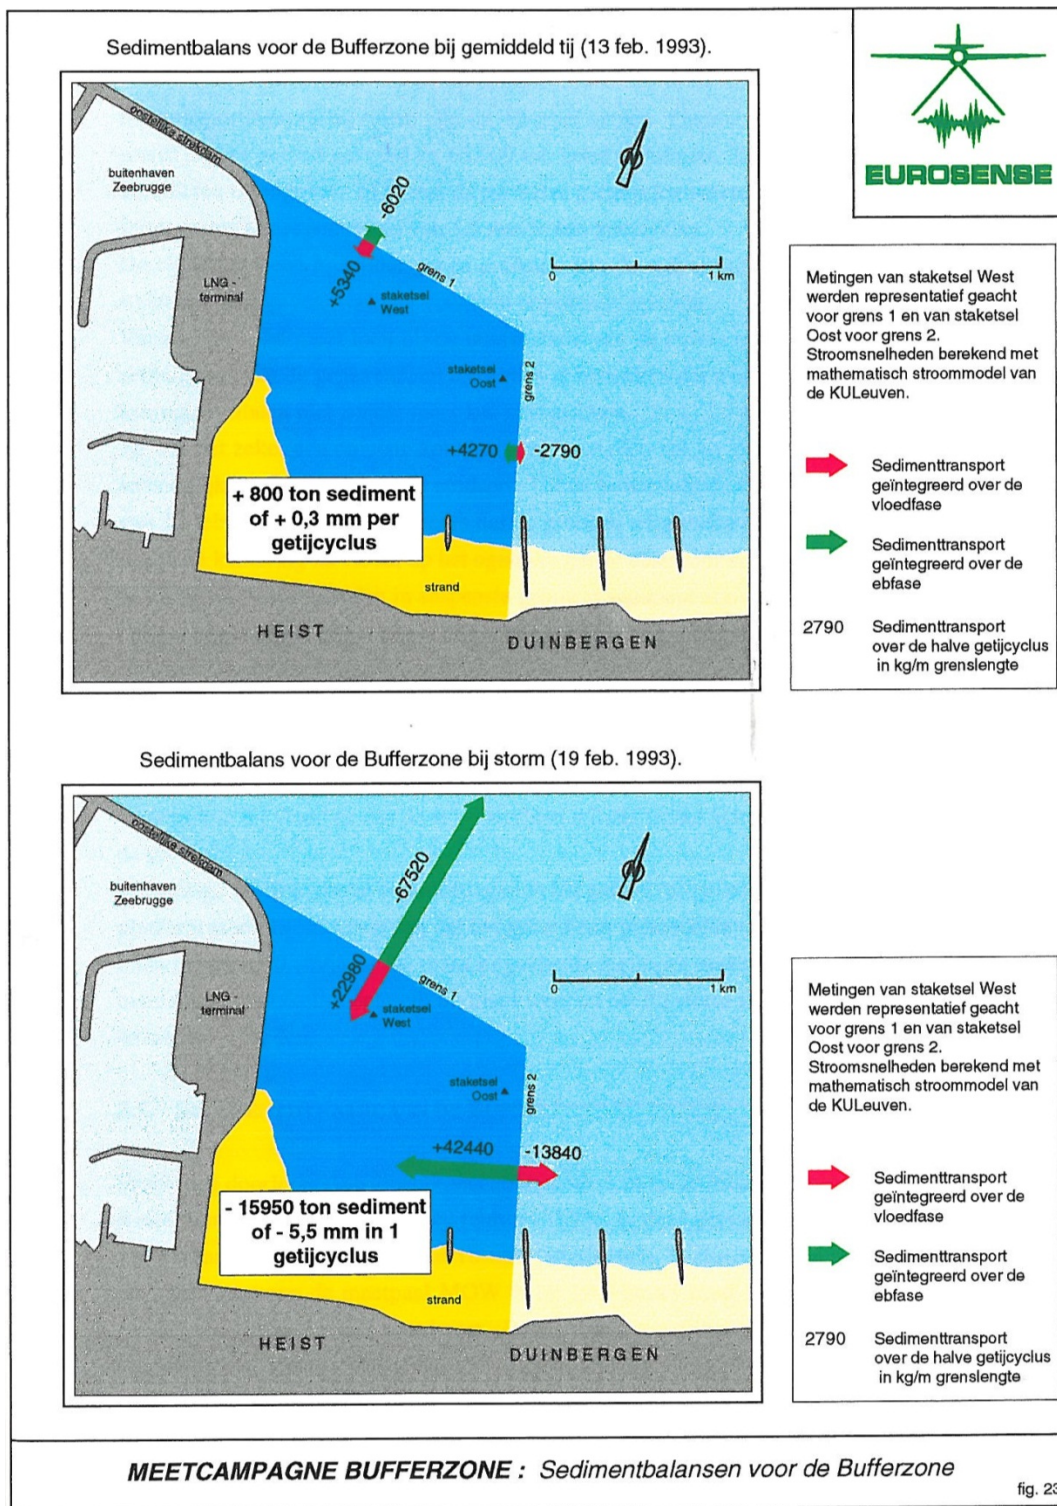 Sedimentbalans voor de Bufferzone bij gemiddeld tij (13 feb. 1993).
EUROSENSE
oostelijke strekdam
buitenhaven
Zeebrugge
LNG -
terminal
-6020
+5340
grens 1
staketsel
West
0
1 km
staketsel
Oost
grens 2
+4270
-2790
+ 800 ton sediment
of + 0,3 mm per
getijcyclus
strand
HEIST
DUINBERGEN
Metingen van staketsel West
werden representatief geacht
voor grens 1 en van staketsel
Oost voor grens 2.
Stroomsnelheden berekend met
mathematisch stroommodel van
de KULeuven.
Sedimenttransport
geïntegreerd over de
vloedfase
Sedimenttransport
geïntegreerd over de
ebfase
2790 Sedimenttransport
over de halve getijcyclus
in kg/m grenslengte
Sedimentbalans voor de Bufferzone bij storm (19 feb. 1993).
oostelijke strekdam
buitenhaven
Zeebrugge
LNG -
terminal
-67520
+22980
grens 1
staketsel
West
0
1 km
staketsel
Oost
grens 2
+42440
-13840
- 15950 ton sediment
of - 5,5 mm in 1
getijcyclus
strand
HEIST
DUINBERGEN
Metingen van staketsel West
werden representatief geacht
voor grens 1 en van staketsel
Oost voor grens 2.
Stroomsnelheden berekend met
mathematisch stroommodel van
de KULeuven.
Sedimenttransport
geïntegreerd over de
vloedfase
Sedimenttransport
geïntegreerd over de
ebfase
2790 Sedimenttransport
over de halve getijcyclus
in kg/m grenslengte
MEETCAMPAGNE BUFFERZONE : Sedimentbalansen voor de Bufferzone
fig. 23